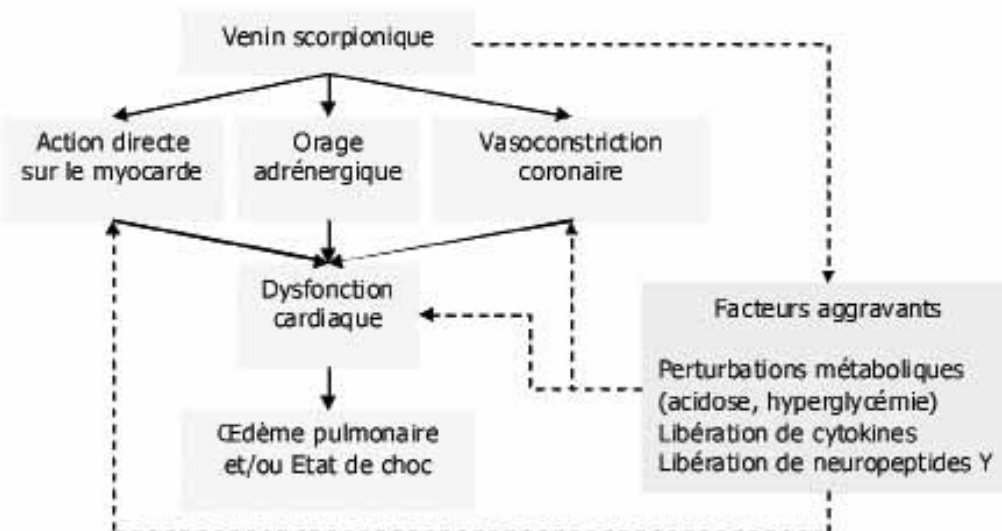 Venin scorpionique
Action directe
sur le myocarde
Orage
adrénergique
Vasoconstriction
coronaire
Dysfonction
cardiaque
Œdème pulmonaire
et/ou Etat de choc
Facteurs aggravants
Perturbations métaboliques
(acidose, hyperglycémie)
Libération de cytokines
Libération de neuropeptides Y